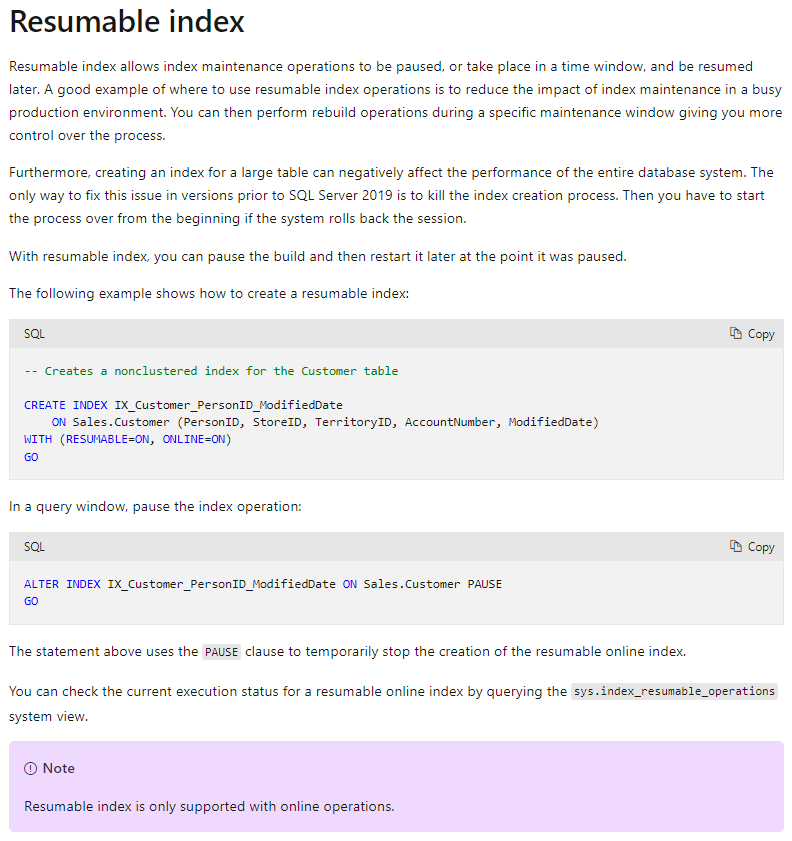 Resumable index
Resumable index allows index maintenance operations to be paused, or take place in a time window, and be resumed
later. A good example of where to use resumable index operations is to reduce the impact of index maintenance in a busy
production environment. You can then perform rebuild operations during a specific maintenance window giving you more
control over the process.
Furthermore, creating an index for a large table can negatively affect the performance of the entire database system. The
only way to fix this issue in versions prior to SQL Server 2019 is to kill the index creation process. Then you have to start
the process over from the beginning if the system rolls back the session.
With resumable index, you can pause the build and then restart it later at the point it was paused.
The following example shows how to create a resumable index:
SQL Copy
-- Creates a nonclustered index for the Customer table
CREATE INDEX IX_Customer_PersonID_ModifiedDate
    ON Sales.Customer (PersonID, StoreID, TerritoryID, AccountNumber, ModifiedDate)
WITH (RESUMABLE=ON, ONLINE=ON)
GO
In a query window, pause the index operation:
SQL Copy
ALTER INDEX IX_Customer_PersonID_ModifiedDate ON Sales.Customer PAUSE
GO
The statement above uses the PAUSE clause to temporarily stop the creation of the resumable online index.
You can check the current execution status for a resumable online index by querying the sys.index_resumable_operations
system view.
Note
Resumable index is only supported with online operations.